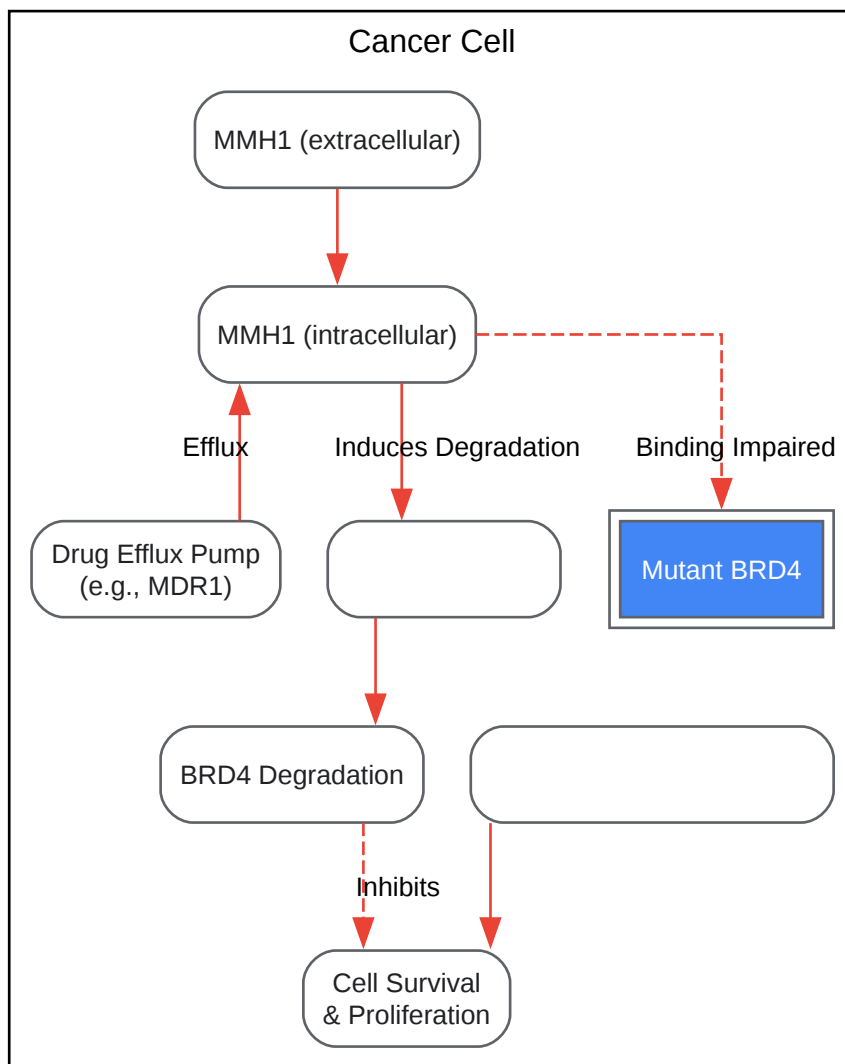 Cancer Cell
MMH1 (extracellular)
MMH1 (intracellular)
Efflux
Induces Degradation
Binding Impaired
Drug Efflux Pump
(e.g., MDR1)
Mutant BRD4
BRD4 Degradation
Inhibits
Cell Survival
& Proliferation